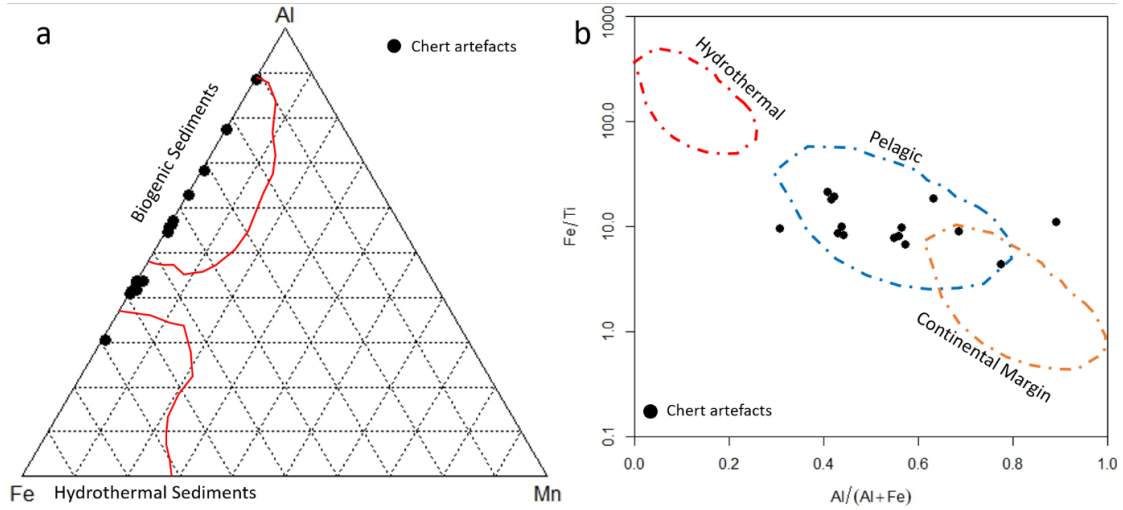 a
Al
Chert artefacts
Biogenic Sediments
Fe
Hydrothermal Sediments
Mn
b
1000
100.0
10.0
1.0
0.1
Fe/Ti
Hydrothermal
Pelagic
Continental Margin
Chert artefacts
0.0
0.2
0.4
0.6
0.8
1.0
Al/(Al+Fe)